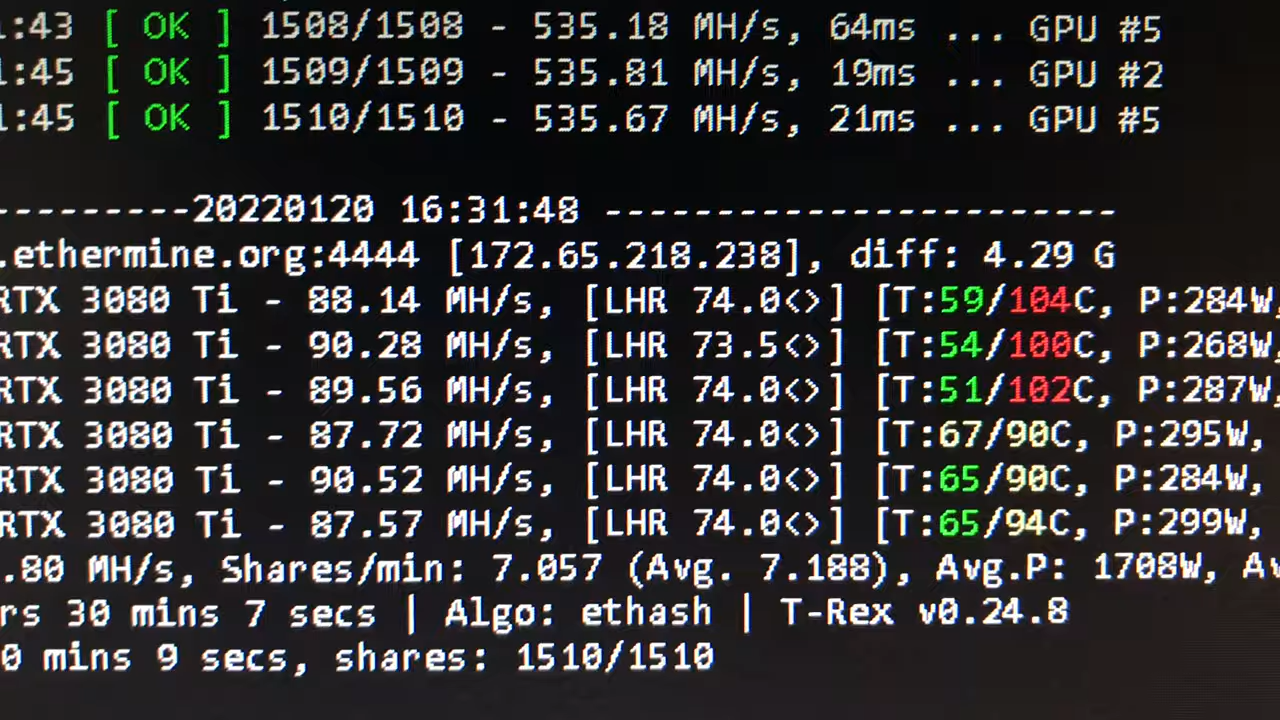 :43 [ OK ] 1508/1508 - 535.18 MH/s, 64ms ... GPU #5
:45 [ OK ] 1509/1509 - 535.81 MH/s, 19ms ... GPU #2
:45 [ OK ] 1510/1510 - 535.67 MH/s, 21ms ... GPU #5
---------20220120 16:31:48 -----------------------
.ethermine.org:4444 [172.65.218.238], diff: 4.29 G
RTX 3080 Ti - 88.14 MH/s, [LHR 74.0<>] [T:59/104C, P:284W,
RTX 3080 Ti - 90.28 MH/s, [LHR 73.5<>] [T:54/100C, P:268W,
RTX 3080 Ti - 89.56 MH/s, [LHR 74.0<>] [T:51/102C, P:287W,
RTX 3080 Ti - 87.72 MH/s, [LHR 74.0<>] [T:67/90C, P:295W,
RTX 3080 Ti - 90.52 MH/s, [LHR 74.0<>] [T:65/90C, P:284W,
RTX 3080 Ti - 87.57 MH/s, [LHR 74.0<>] [T:65/94C, P:299W,
.80 MH/s, Shares/min: 7.057 (Avg. 7.188), Avg.P: 1708W, Av
rs 30 mins 7 secs | Algo: ethash | T-Rex v0.24.8
0 mins 9 secs, shares: 1510/1510